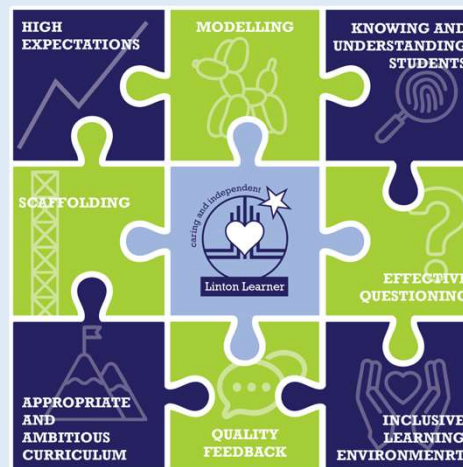 HIGH
EXPECTATIONS
MODELLING
KNOWING AND
UNDERSTANDING
STUDENTS
SCAFFOLDING
caring and independent
Linton Learner
EFFECTIVE
QUESTIONING
APPROPRIATE
AND
AMBITIOUS
CURRICULUM
QUALITY
FEEDBACK
INCLUSIVE
LEARNING
ENVIRONMENRT